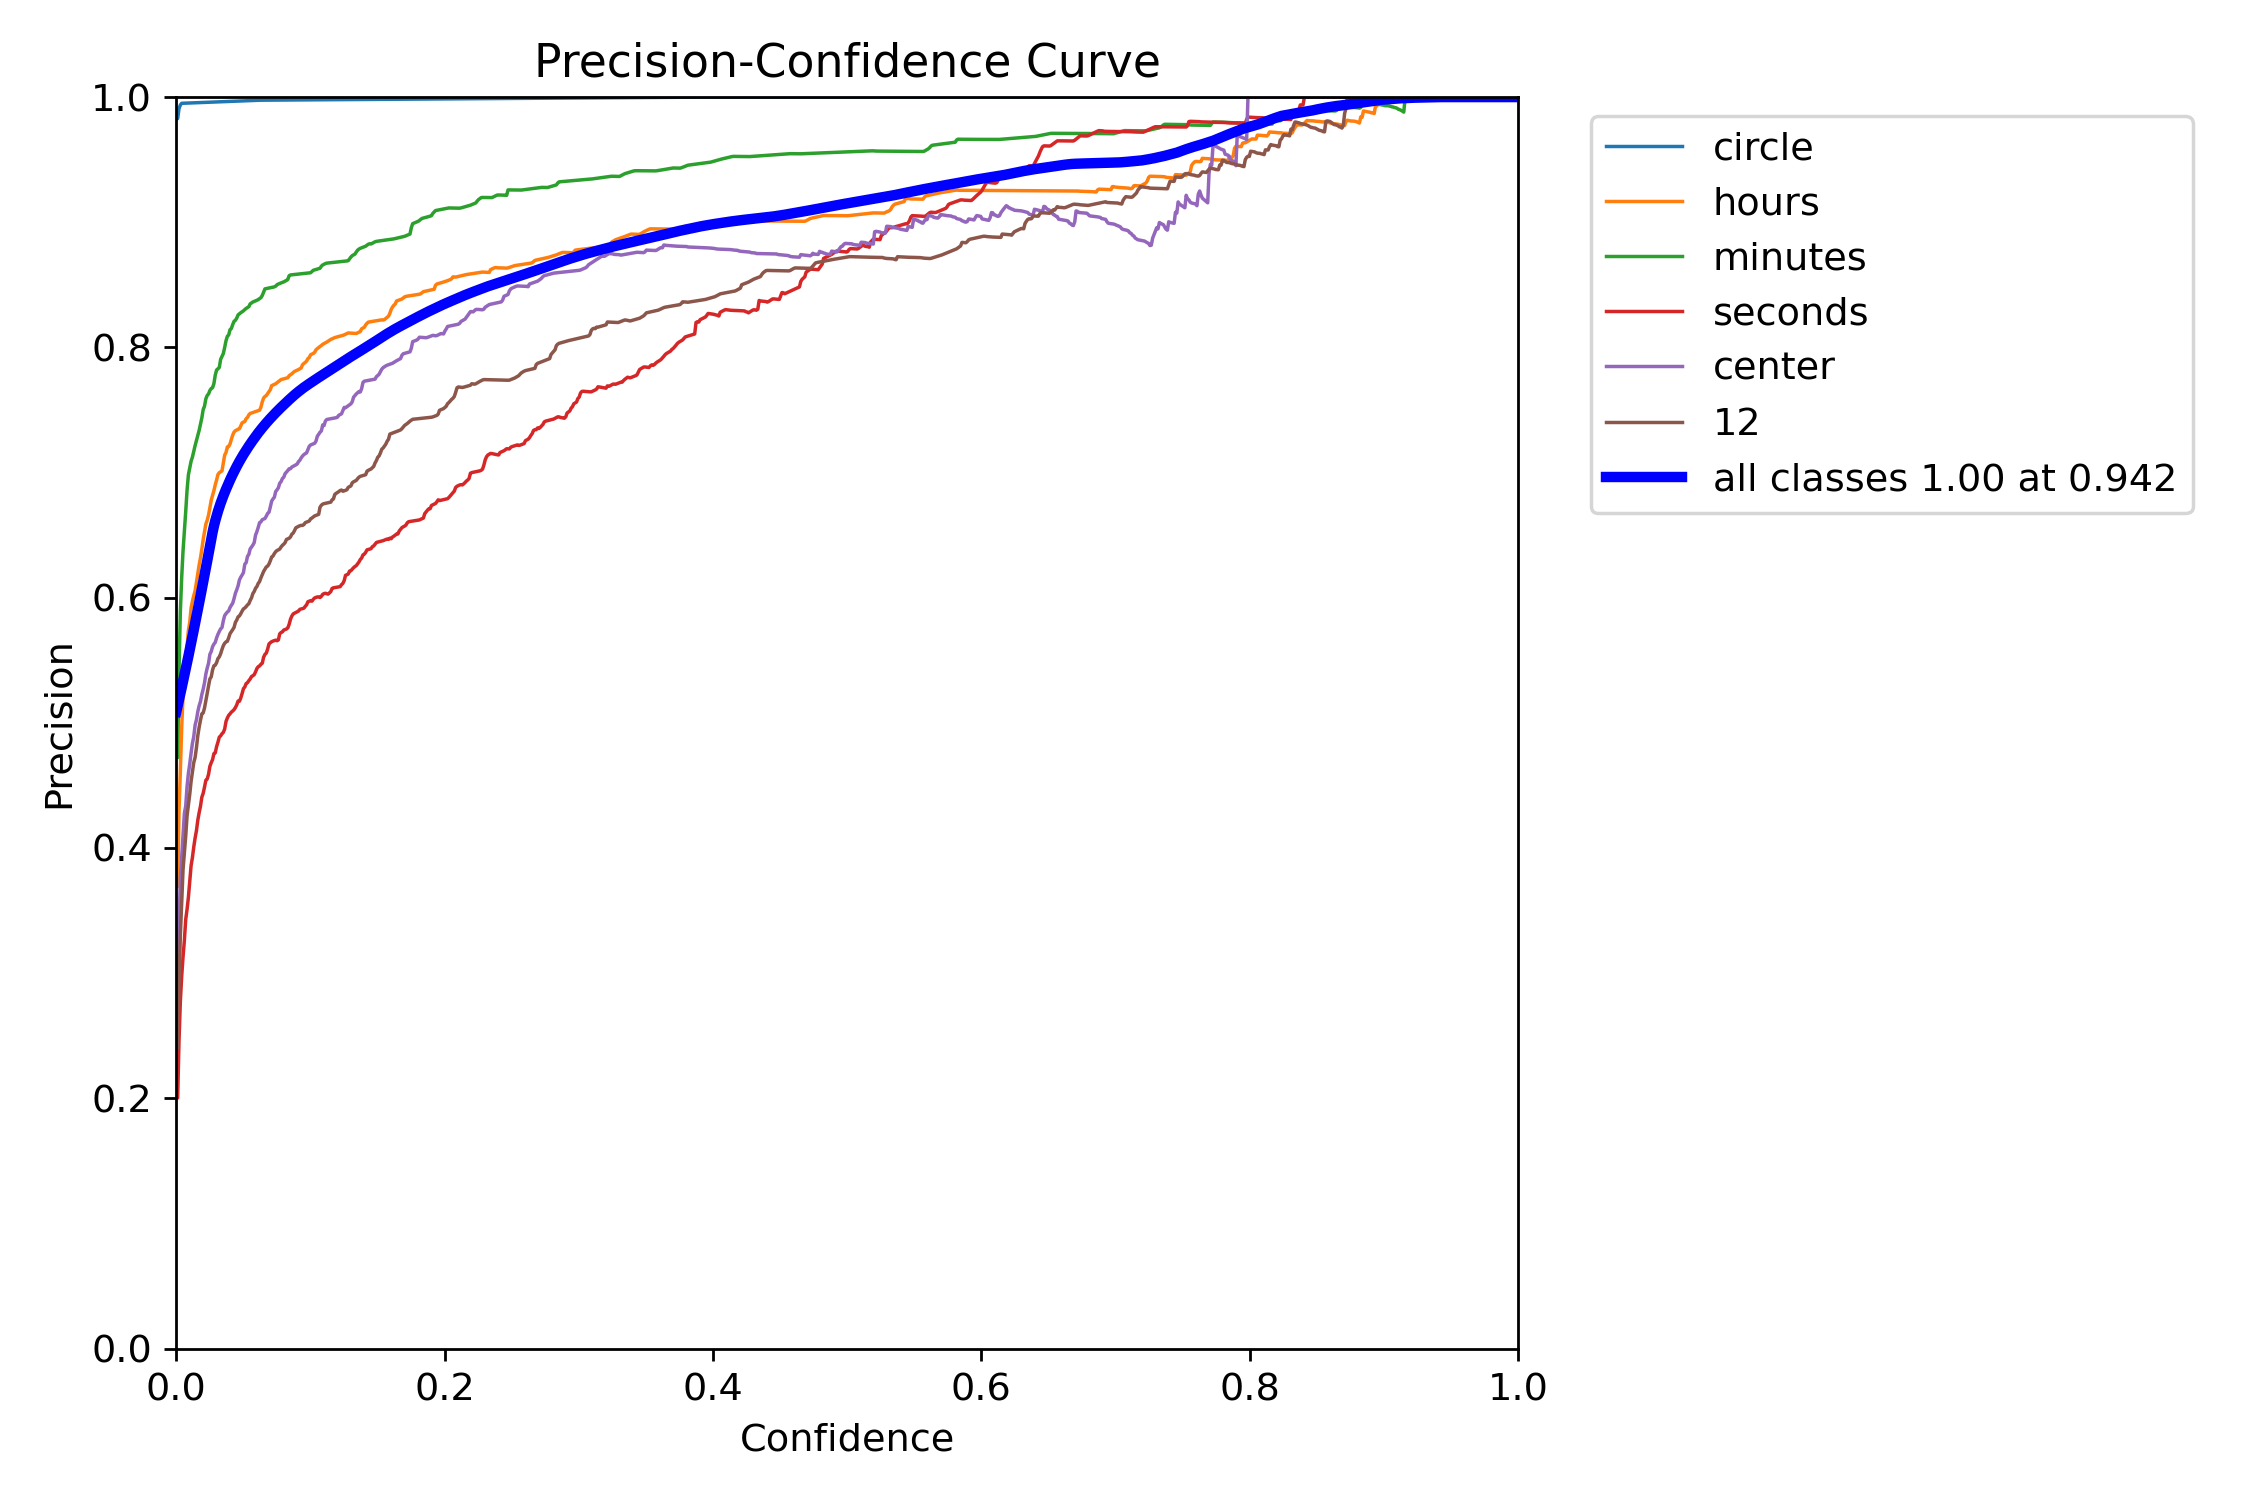 Precision-Confidence Curve
1.0
0.8
0.6
0.4
0.2
0.0
Precision
0.0 0.2 0.4 0.6 0.8 1.0
Confidence
circle
hours
minutes
seconds
center
12
all classes 1.00 at 0.942